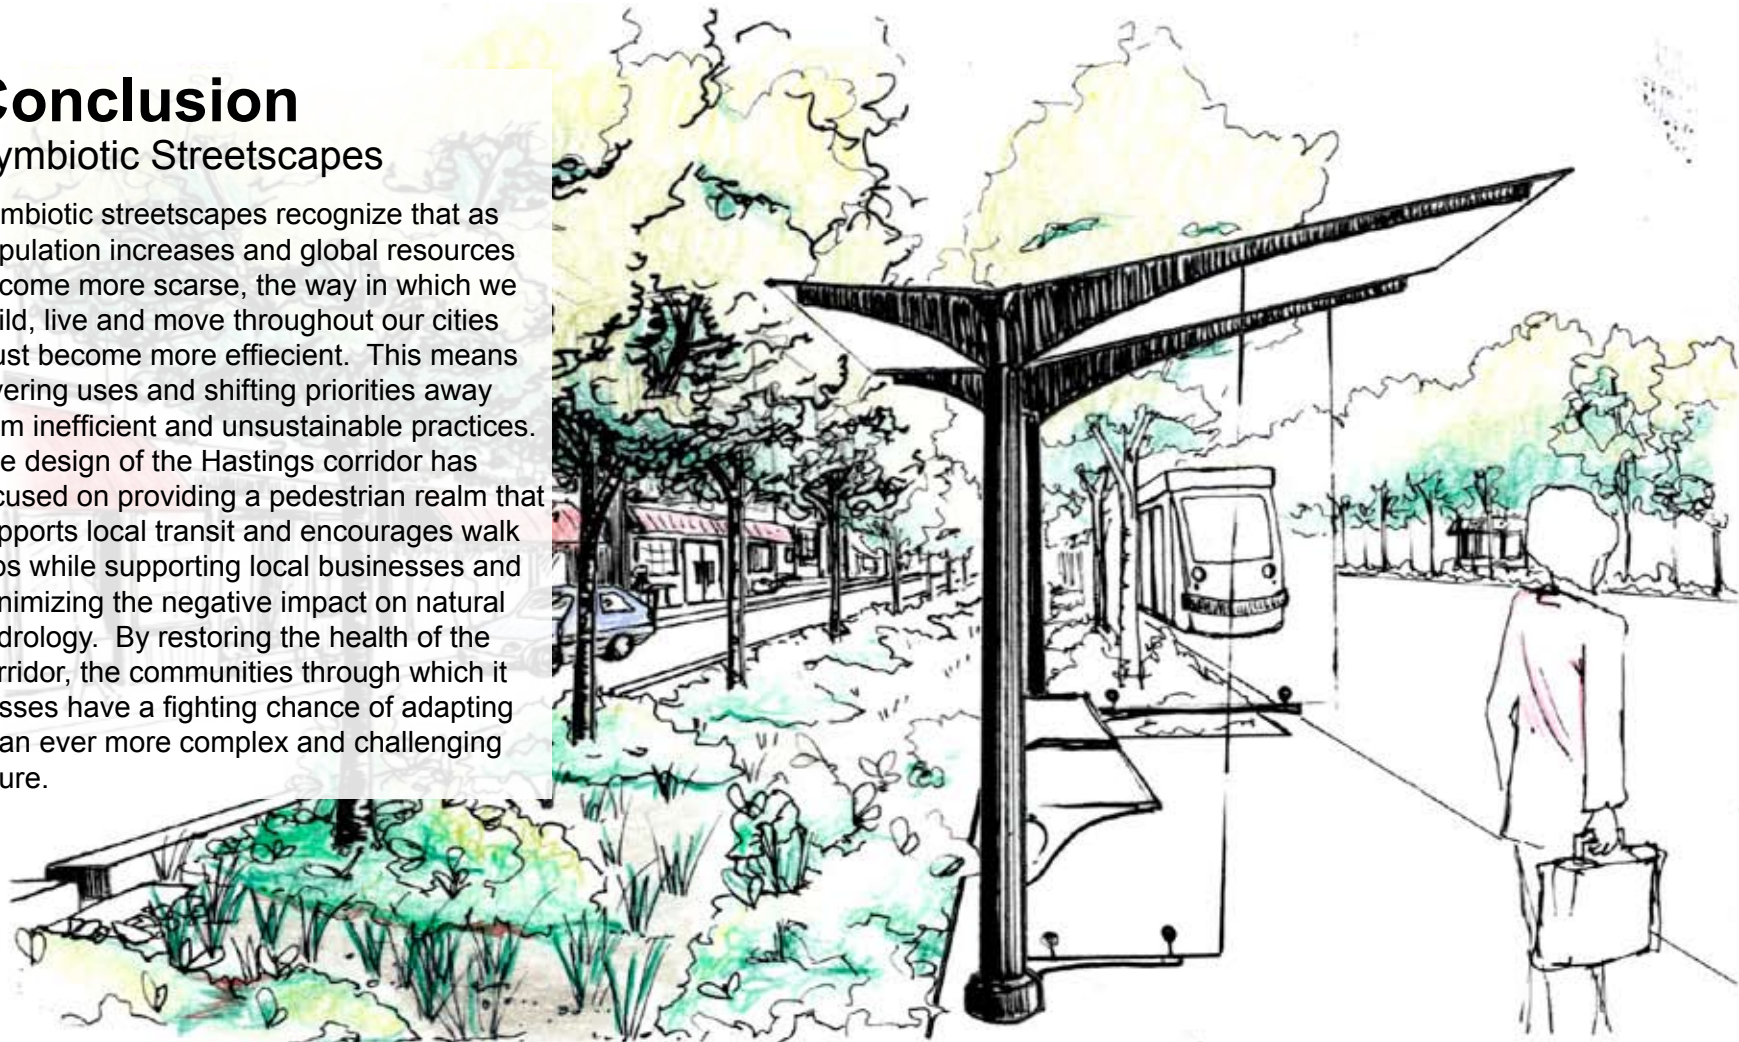 Conclusion
ymbiotic Streetscapes
mbiotic streetscapes recognize that as
pulation increases and global resources
come more scarse, the way in which we
ild, live and move throughout our cities
ust become more effiecient. This means
yering uses and shifting priorities away
m inefficient and unsustainable practices.
e design of the Hastings corridor has
cused on providing a pedestrian realm that
pports local transit and encourages walk
ps while supporting local businesses and
nimizing the negative impact on natural
drology. By restoring the health of the
rridor, the communities through which it
sses have a fighting chance of adapting
an ever more complex and challenging
ure.